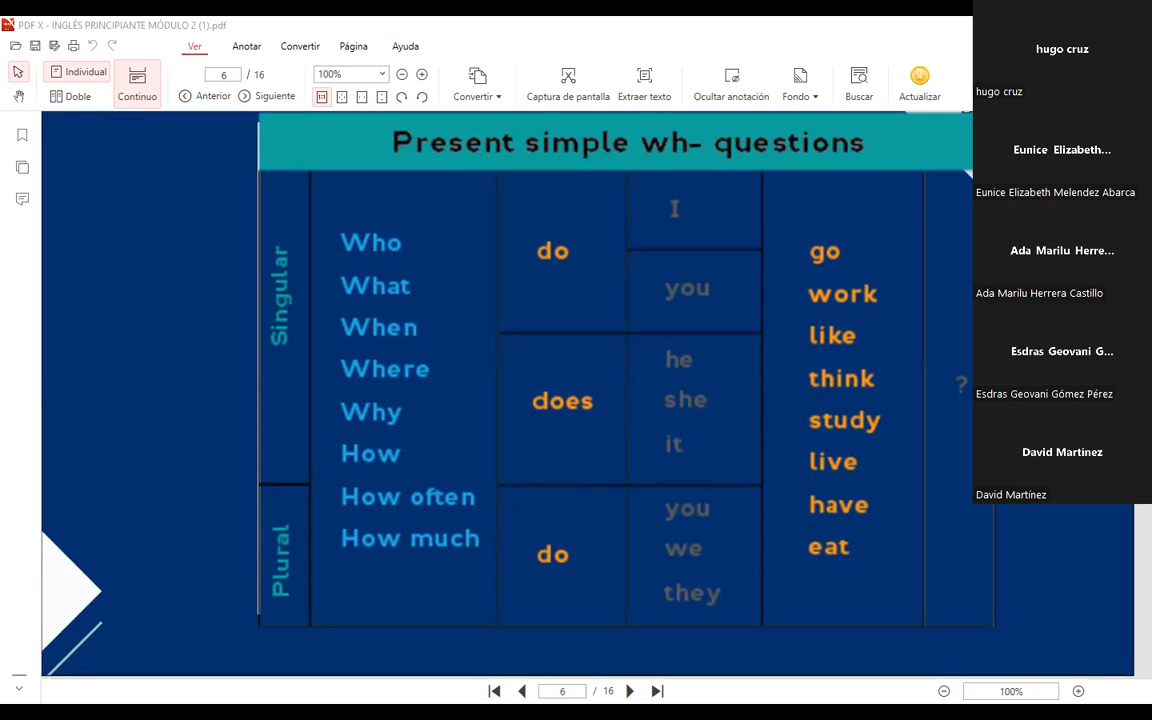 PDF X - INGLÉS PRINCIPIANTE MÓDULO 2 (1).pdf
Ver Anotar Convertir Página Ayuda
Individual
Doble
Continuo
6 / 16
Anterior Siguiente
100%
Convertir
Captura de pantalla
Extraer texto
Ocultar anotación
Fondo
Buscar
Actualizar
Present simple wh- questions
Singular
Plural
Who
What
When
Where
Why
How
How often
How much
do
does
do
I
you
he
she
it
you
we
they
go
work
like
think
study
live
have
eat
?
hugo cruz
hugo cruz
Eunice Elizabeth...
Eunice Elizabeth Melendez Abarca
Ada Marilu Herre...
Ada Marilu Herrera Castillo
Esdras Geovani G...
Esdras Geovani Gómez Pérez
David Martínez
David Martínez
6 / 16
100%